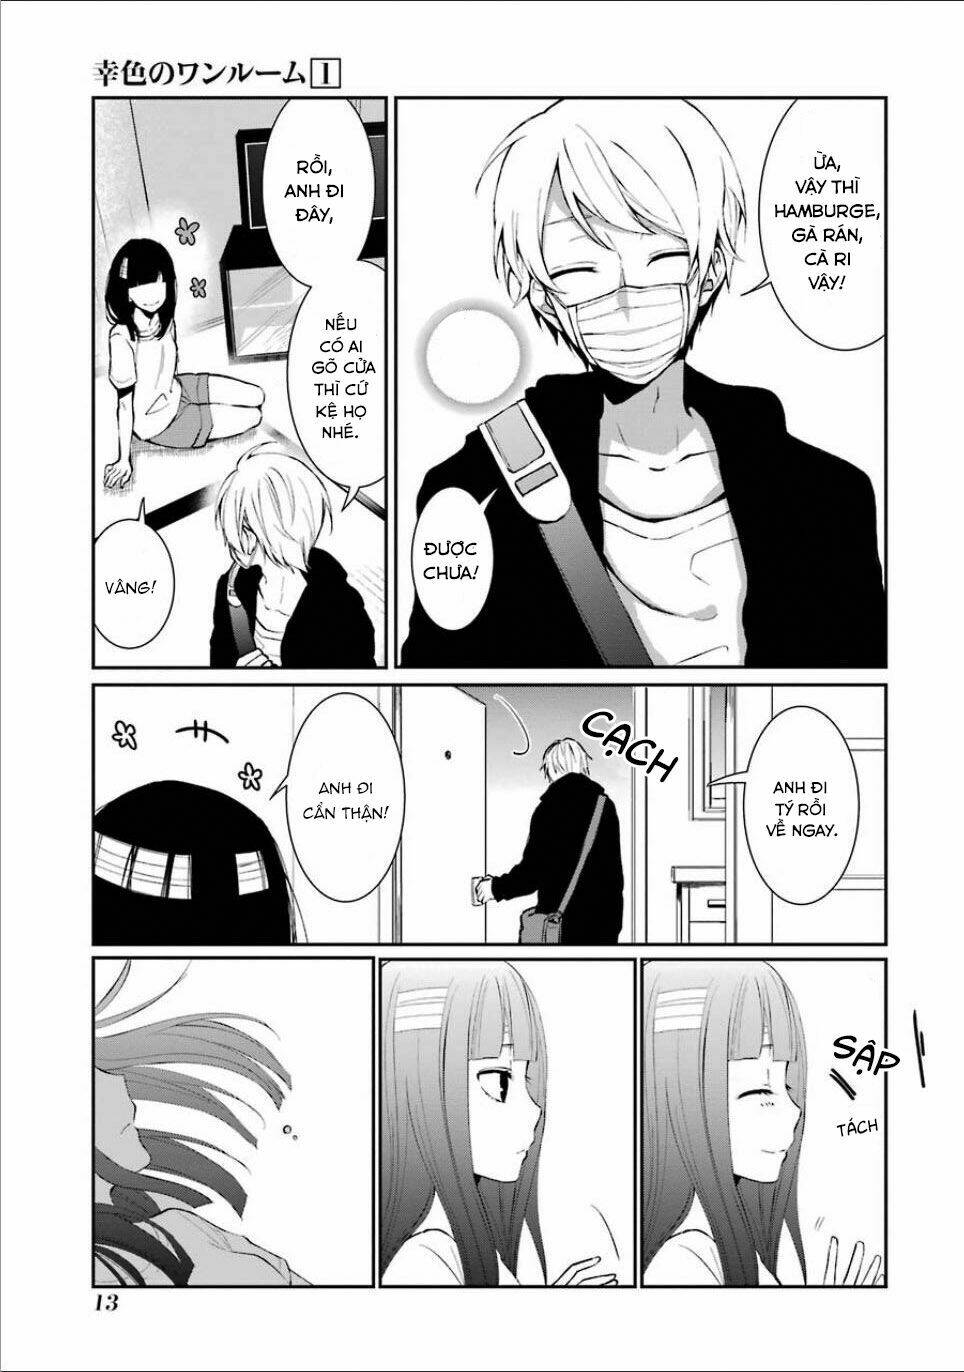 幸色のワンルーム 1
ỪA,
VẬY THÌ
HAMBURGE,
GÀ RÁN,
CÀ RI
VẬY!
ĐƯỢC
CHƯA!
RỒI,
ANH ĐI
ĐÂY,
NẾU
CÓ AI
GÕ CỬA
THÌ CỨ
KỆ HỌ
NHÉ.
VÂNG!
ANH ĐI
TÝ RỒI
VỀ NGAY.
CẠCH
ANH ĐI
CẨN THẬN!
SẬP
TÁCH
13